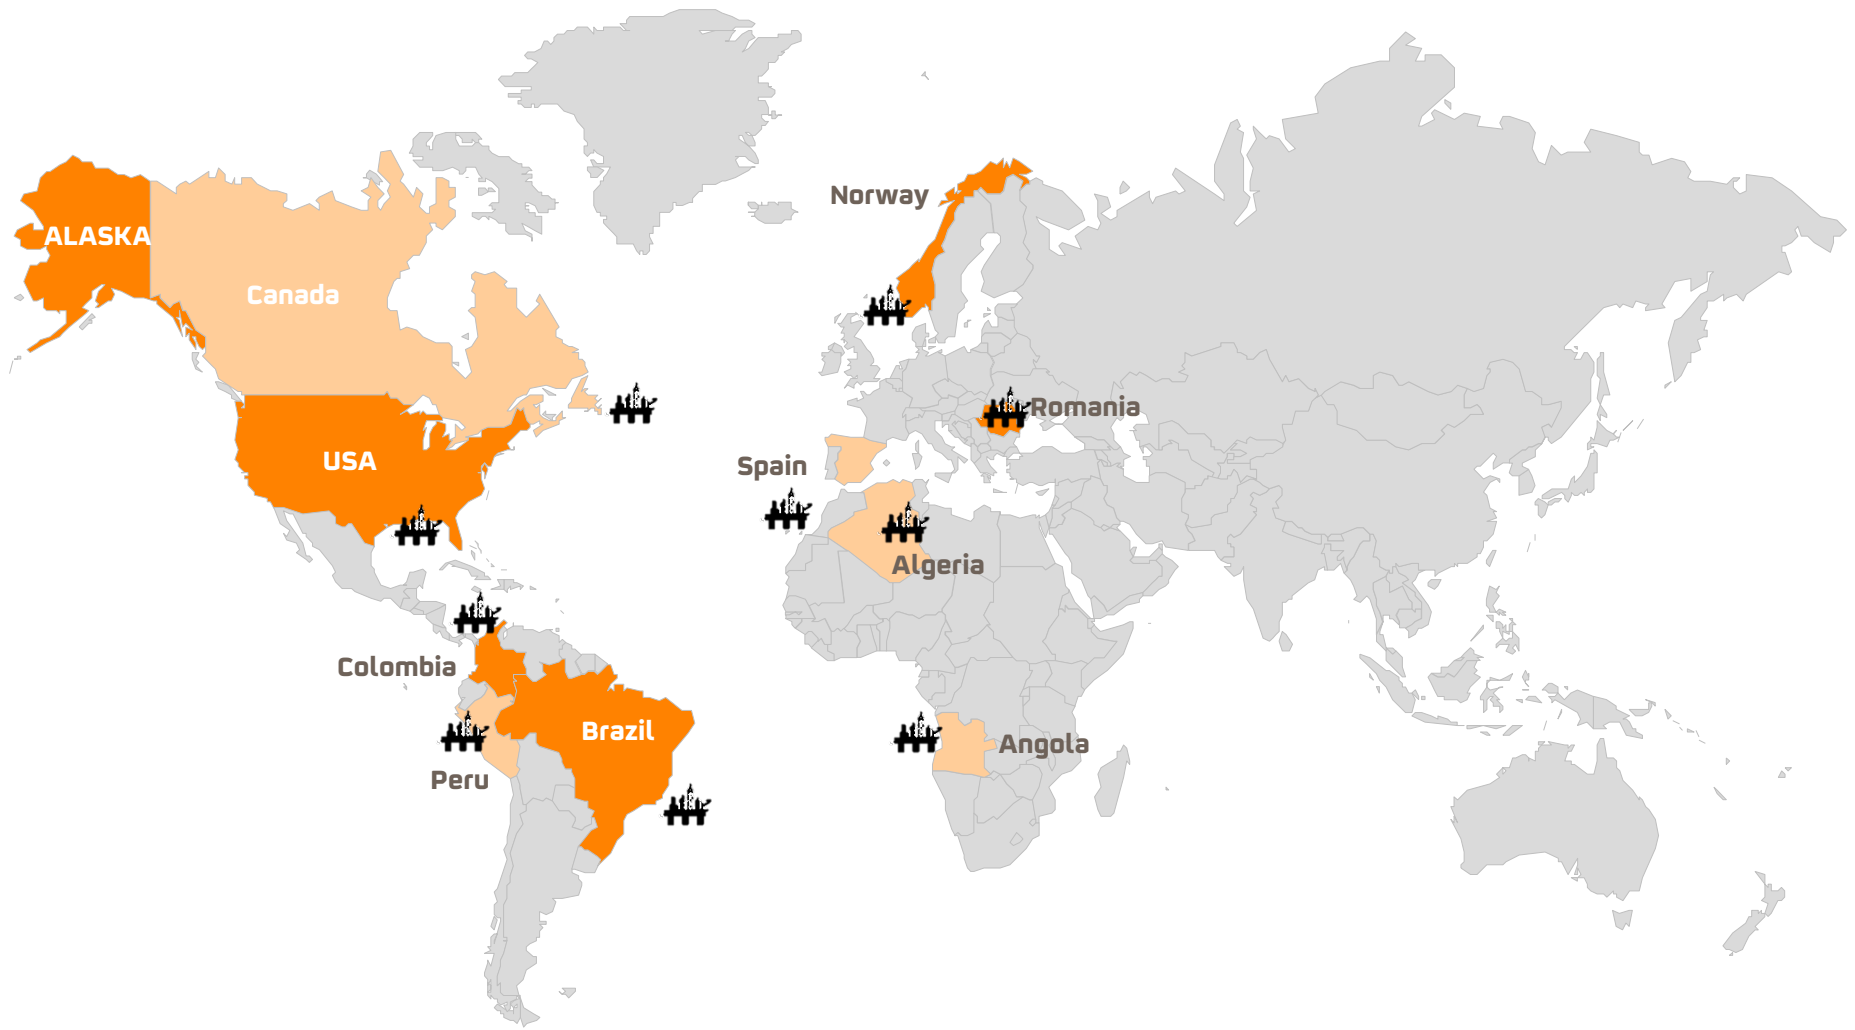 Norway
ALASKA
Canada
Romania
USA
Spain
Algeria
Colombia
Brazil
Angola
Peru